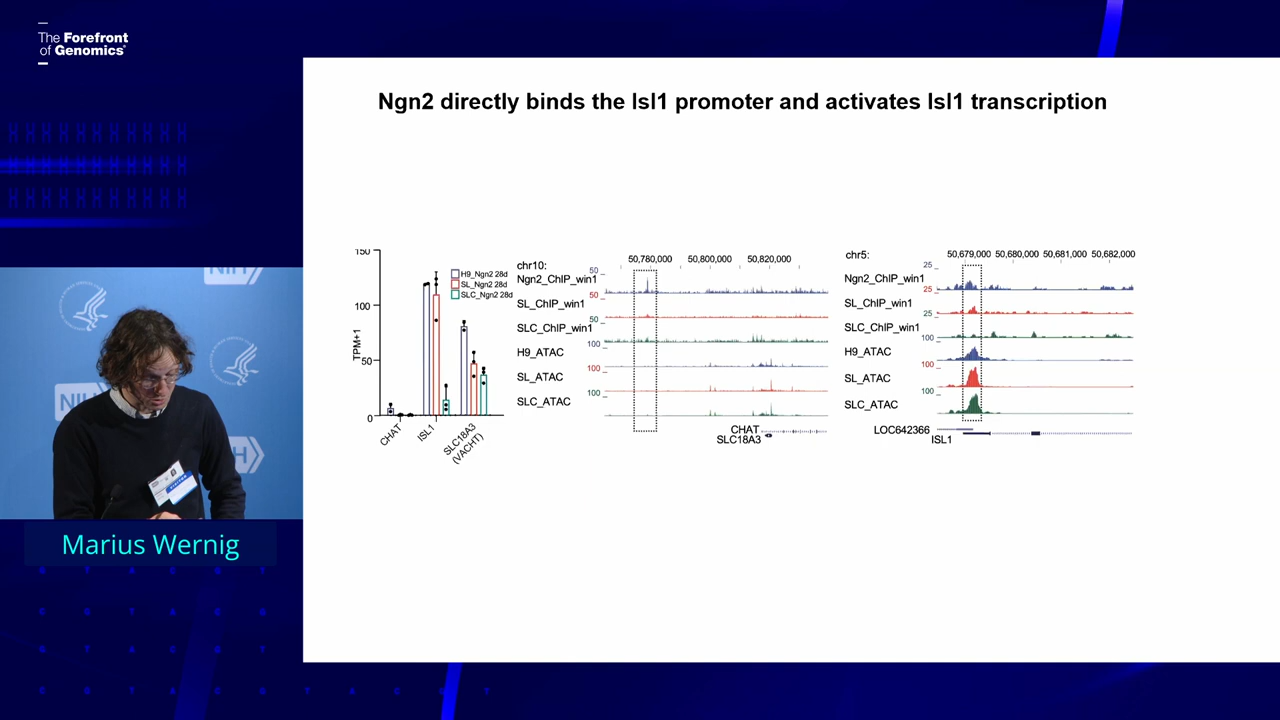 The Forefront
of Genomics®
Ngn2 directly binds the Isl1 promoter and activates Isl1 transcription
150
100
50
0
TPM+1
CHAT
ISL1
SLC18A3
(VACHT)
H9_Ngn2 28d
SL_Ngn2 28d
SLC_Ngn2 28d
chr10:
50,780,000
50,800,000
50,820,000
50
Ngn2_ChIP_win1
50
SL_ChIP_win1
50
SLC_ChIP_win1
100
H9_ATAC
100
SL_ATAC
100
SLC_ATAC
CHAT
SLC18A3
chr5:
50,679,000
50,680,000
50,681,000
50,682,000
25
Ngn2_ChIP_win1
25
SL_ChIP_win1
25
SLC_ChIP_win1
100
H9_ATAC
100
SL_ATAC
100
SLC_ATAC
LOC642366
ISL1
NIH
NIH
Marius Wernig